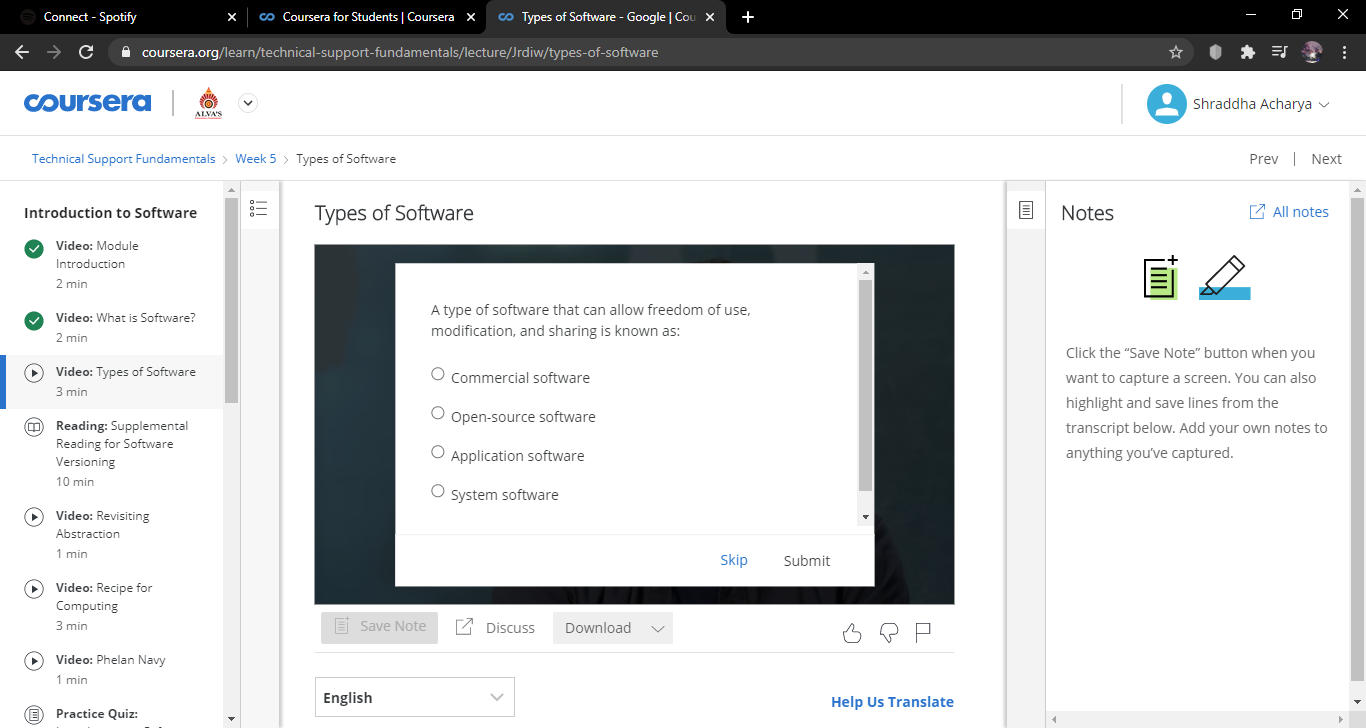 Connect - Spotify
Coursera for Students | Coursera
Types of Software - Google | Cou
coursera.org/learn/technical-support-fundamentals/lecture/Jrdiw/types-of-software
coursera
ALVA'S
Shraddha Acharya
Technical Support Fundamentals
Week 5
Types of Software
Prev | Next
Introduction to Software
Video: Module
Introduction
2 min
Video: What is Software?
2 min
Video: Types of Software
3 min
Reading: Supplemental
Reading for Software
Versioning
10 min
Video: Revisiting
Abstraction
1 min
Video: Recipe for
Computing
3 min
Video: Phelan Navy
1 min
Practice Quiz:
Types of Software
A type of software that can allow freedom of use,
modification, and sharing is known as:
Commercial software
Open-source software
Application software
System software
Skip
Submit
Save Note
Discuss
Download
English
Help Us Translate
Notes
All notes
Click the “Save Note” button when you
want to capture a screen. You can also
highlight and save lines from the
transcript below. Add your own notes to
anything you’ve captured.